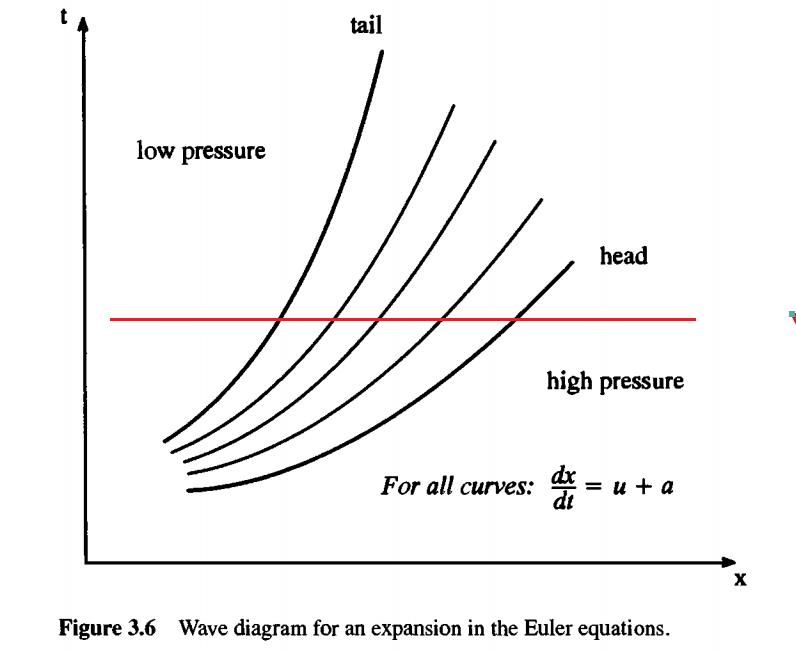 t
tail
low pressure
head
high pressure
For all curves: dx/dt = u + a
x
Figure 3.6 Wave diagram for an expansion in the Euler equations.